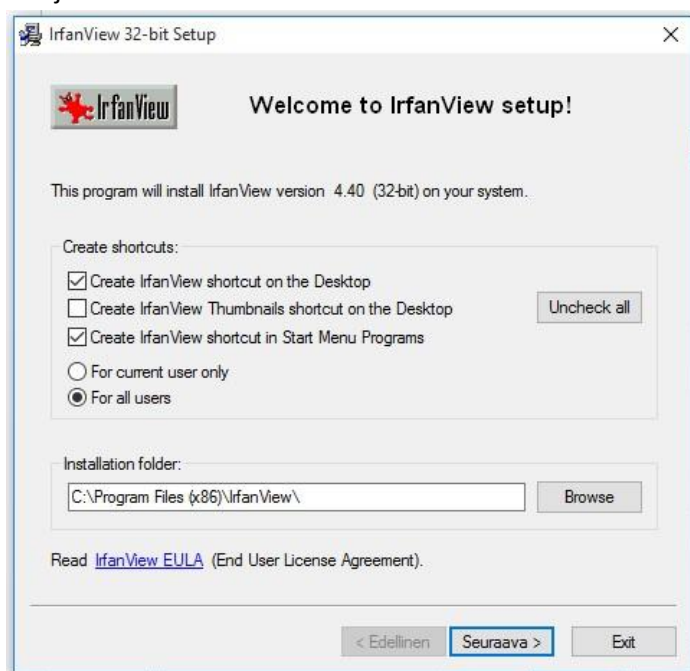 IrfanView 32-bit Setup
IrfanView
Welcome to IrfanView setup!
This program will install IrfanView version 4.40 (32-bit) on your system.
Create shortcuts:
Create IrfanView shortcut on the Desktop
Create IrfanView Thumbnails shortcut on the Desktop
Uncheck all
Create IrfanView shortcut in Start Menu Programs
For current user only
For all users
Installation folder:
C:\Program Files (x86)\IrfanView\
Browse
Read IrfanView EULA (End User License Agreement).
< Edellinen
Seuraava >
Exit